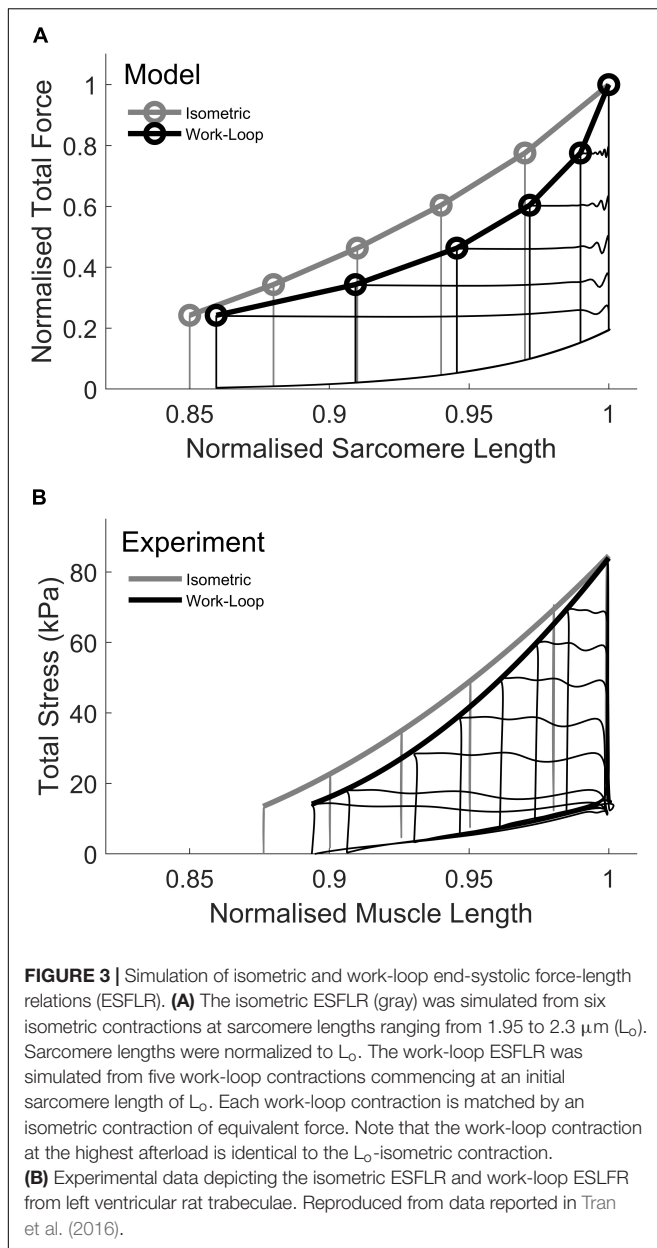 A
Model
Isometric
Work-Loop
Normalised Total Force
1
0.8
0.6
0.4
0.2
0
0.85
0.9
0.95
1
Normalised Sarcomere Length
B
Experiment
Isometric
Work-Loop
Total Stress (kPa)
80
60
40
20
0
0.85
0.9
0.95
1
Normalised Muscle Length
FIGURE 3 | Simulation of isometric and work-loop end-systolic force-length
relations (ESFLR). (A) The isometric ESFLR (gray) was simulated from six
isometric contractions at sarcomere lengths ranging from 1.95 to 2.3 μm (Lo).
Sarcomere lengths were normalized to Lo. The work-loop ESFLR was
simulated from five work-loop contractions commencing at an initial
sarcomere length of Lo. Each work-loop contraction is matched by an
isometric contraction of equivalent force. Note that the work-loop contraction
at the highest afterload is identical to the Lo-isometric contraction.
(B) Experimental data depicting the isometric ESFLR and work-loop ESLFR
from left ventricular rat trabeculae. Reproduced from data reported in Tran
et al. (2016).